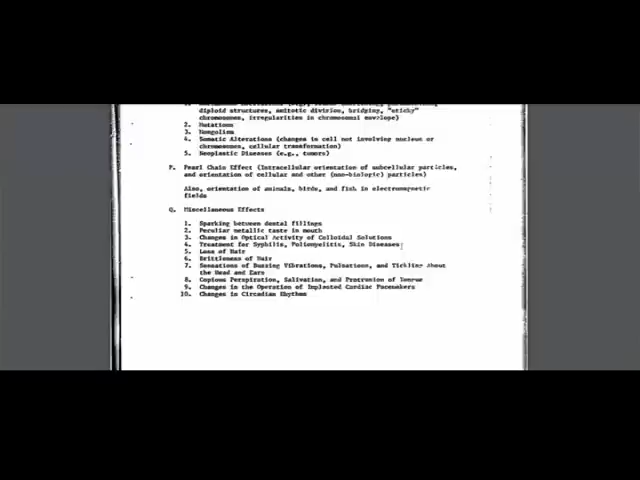 diploid structures, amitotic division, bridging, "sticky"
chromosomes, irregularities in chromosomal envelope)
2. Mutations
3. Mongolism
4. Somatic Alterations (changes in cell not involving nucleus or
chromosomes, cellular transformation)
5. Neoplastic Diseases (e.g., tumors)
P. Pearl Chain Effect (Intracellular orientation of subcellular particles,
and orientation of cellular and other (non-biologic) particles)
Also, orientation of animals, birds, and fish in electromagnetic
fields
Q. Miscellaneous Effects
1. Sparking between dental fillings
2. Peculiar metallic taste in mouth
3. Changes in Optical Activity of Colloidal Solutions
4. Treatment for Syphilis, Poliomyelitis, Skin Diseases
5. Loss of Hair
6. Brittleness of Hair
7. Sensations of Buzzing Vibrations, Pulsations, and Tickling About
the Head and Ears
8. Copious Perspiration, Salivation, and Protrusion of Tongue
9. Changes in the Operation of Implanted Cardiac Pacemakers
10. Changes in Circadian Rhythms